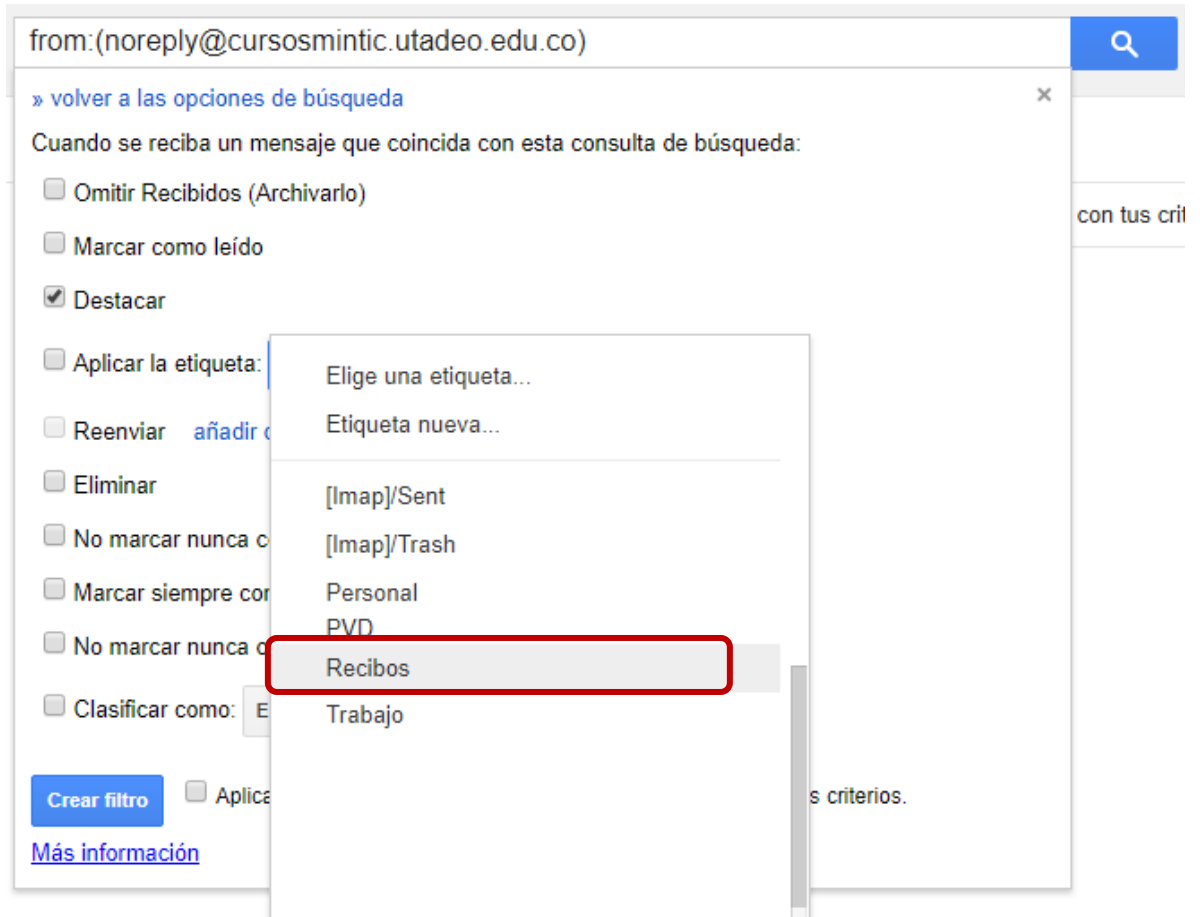 from:(noreply@cursosmintic.utadeo.edu.co)
» volver a las opciones de búsqueda
×
Cuando se reciba un mensaje que coincida con esta consulta de búsqueda:
Omitir Recibidos (Archivarlo)
con tus crit
Marcar como leído
Destacar
Aplicar la etiqueta:
Elige una etiqueta...
Etiqueta nueva...
Reenviar añadir
Eliminar
[Imap]/Sent
No marcar nunca c
[Imap]/Trash
Marcar siempre cor
Personal
PVD
No marcar nunca
Recibos
Clasificar como: E
Trabajo
Crear filtro
Aplica
s criterios.
Más información